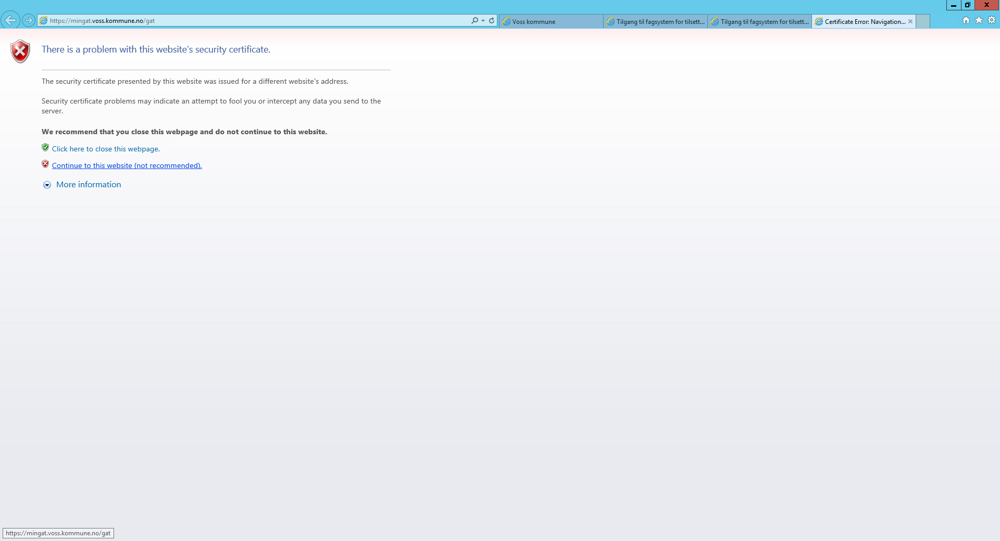 https://mingat.voss.kommune.no/gat
Voss kommune
Tilgang til fagsystem for tilsett...
Tilgang til fagsystem for tilsett...
Certificate Error: Navigation...
There is a problem with this website’s security certificate.
The security certificate presented by this website was issued for a different website's address.
Security certificate problems may indicate an attempt to fool you or intercept any data you send to the
server.
We recommend that you close this webpage and do not continue to this website.
Click here to close this webpage.
Continue to this website (not recommended).
More information
https://mingat.voss.kommune.no/gat